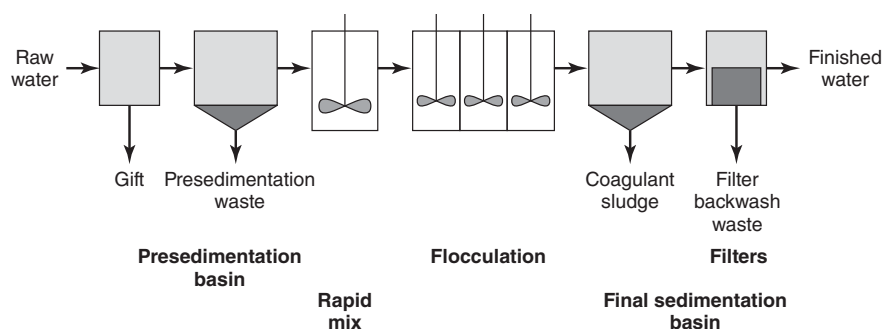 Raw
water
Finished
water
Gift
Presedimentation
waste
Coagulant
sludge
Filter
backwash
waste
Presedimentation
basin
Flocculation
Filters
Rapid
mix
Final sedimentation
basin